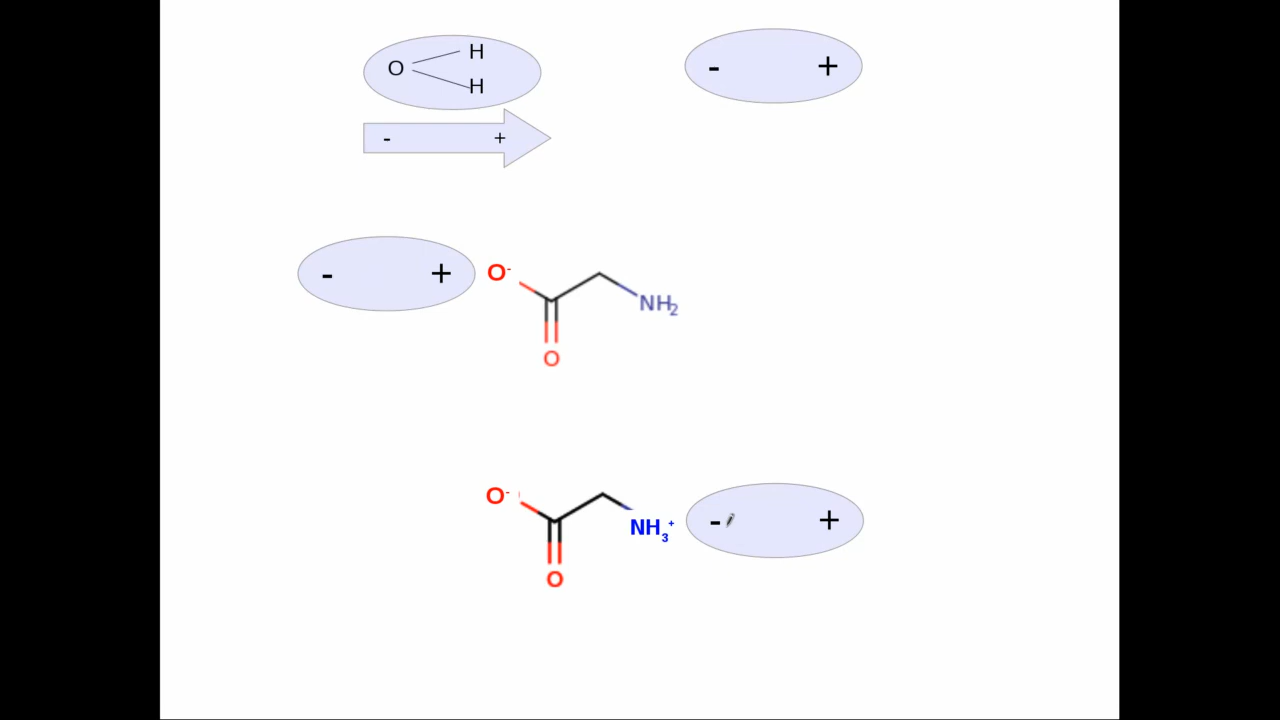 O H
H
- +
- +
- +
O⁻
NH₂
O
O⁻
NH₃⁺
- +
O